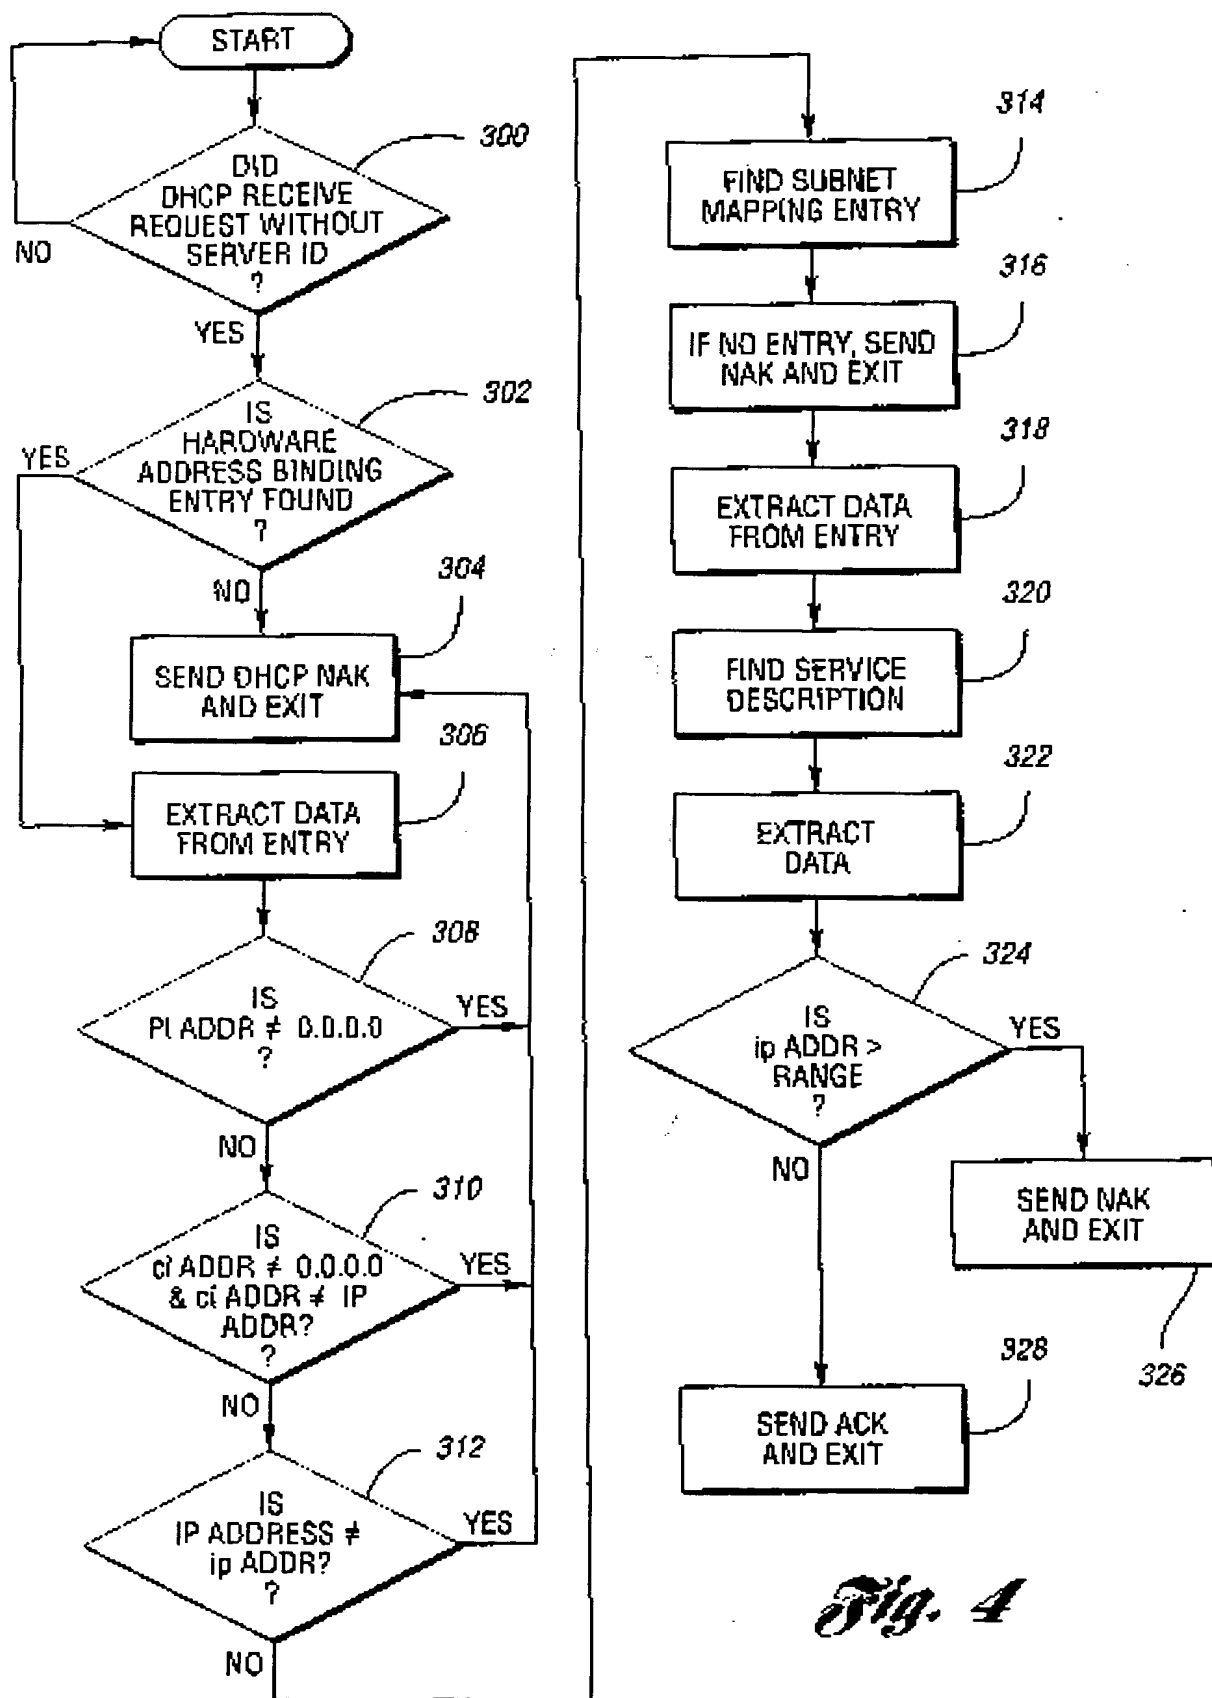 START
300
DID
DHCP RECEIVE
REQUEST WITHOUT
SERVER ID
?
NO
YES
302
IS
HARDWARE
ADDRESS BINDING
ENTRY FOUND
?
YES
NO
304
SEND DHCP NAK
AND EXIT
306
EXTRACT DATA
FROM ENTRY
308
IS
PI ADDR ≠ 0.0.0.0
?
YES
NO
310
IS
ci ADDR ≠ 0.0.0.0
& ci ADDR ≠ IP
ADDR?
?
YES
NO
312
IS
IP ADDRESS ≠
ip ADDR?
?
YES
NO
314
FIND SUBNET
MAPPING ENTRY
316
IF NO ENTRY, SEND
NAK AND EXIT
318
EXTRACT DATA
FROM ENTRY
320
FIND SERVICE
DESCRIPTION
322
EXTRACT
DATA
324
IS
ip ADDR >
RANGE
?
YES
NO
SEND NAK
AND EXIT
326
328
SEND ACK
AND EXIT
Fig. 4